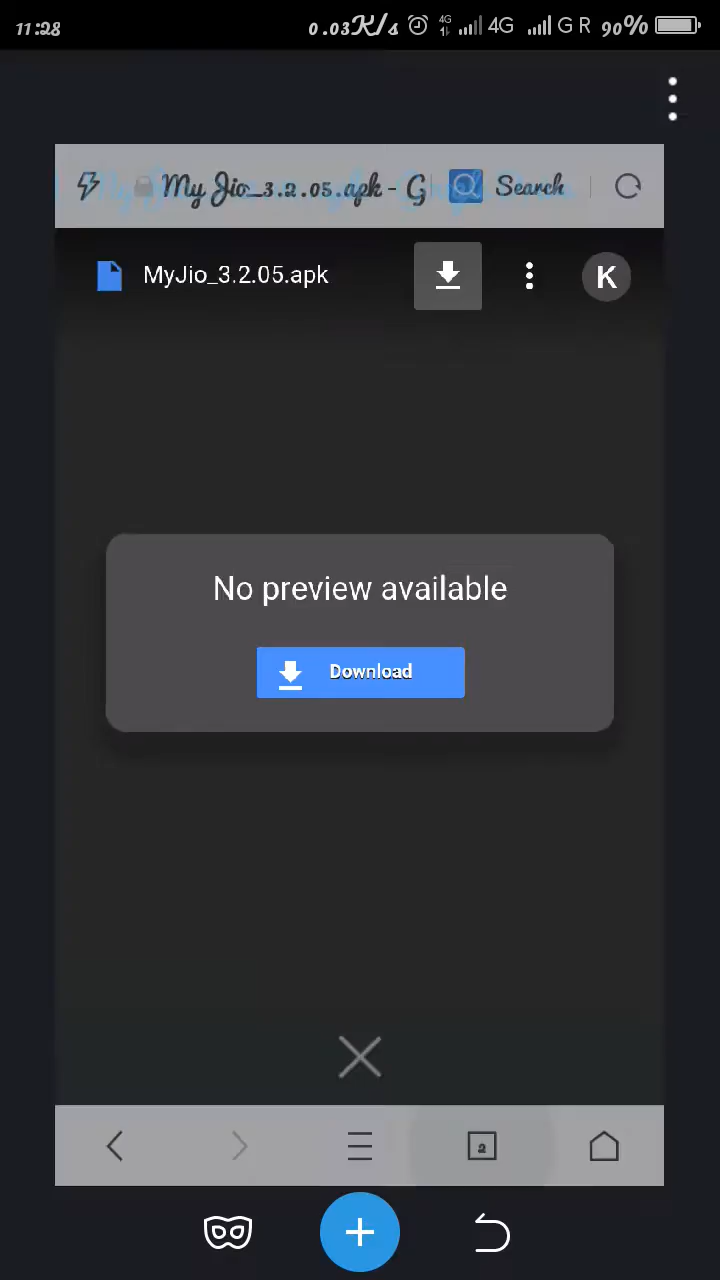 11:28 0.03K/s 4G 4G G R 90%
My Jio_3.2.05.apk - G Search
MyJio_3.2.05.apk K
No preview available
Download
2